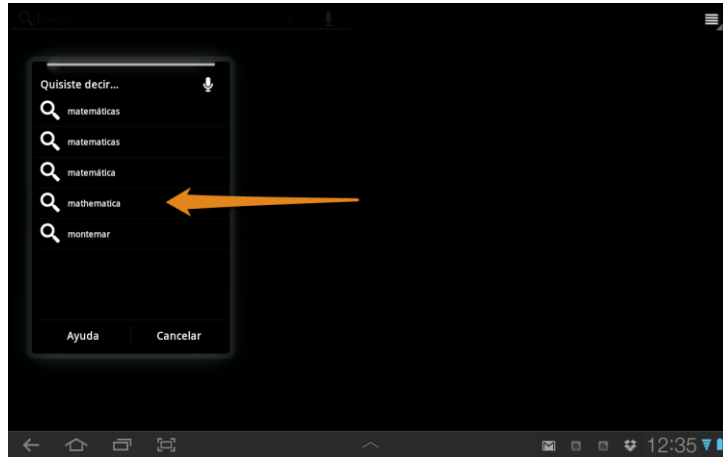 Quisiste decir...
matemáticas
matematicas
matemática
mathematica
montemar
Ayuda
Cancelar
12:35